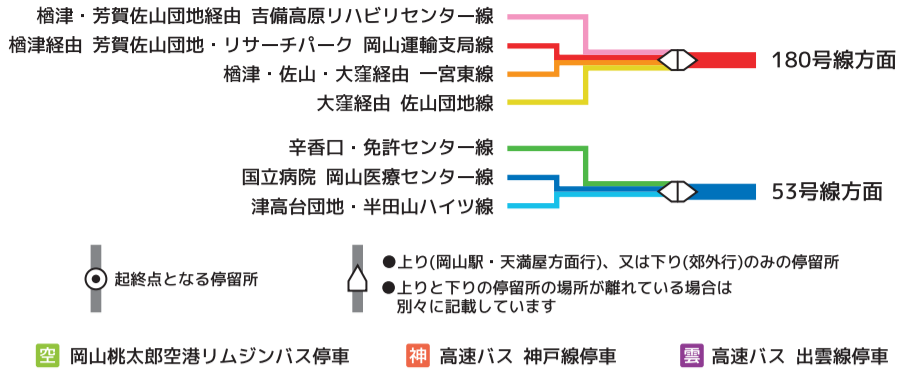 楢津・芳賀佐山団地経由 吉備高原リハビリセンター線
楢津経由 芳賀佐山団地・リサーチパーク 岡山運輸支局線
楢津・佐山・大窪経由 一宮東線
大窪経由 佐山団地線
180号線方面
辛香口・免許センター線
国立病院 岡山医療センター線
津高台団地・半田山ハイツ線
53号線方面
起終点となる停留所
●上り(岡山駅・天満屋方面行)、又は下り(郊外行)のみの停留所
●上りと下りの停留所の場所が離れている場合は
別々に記載しています
空 岡山桃太郎空港リムジンバス停車
神 高速バス 神戸線停車
雲 高速バス 出雲線停車